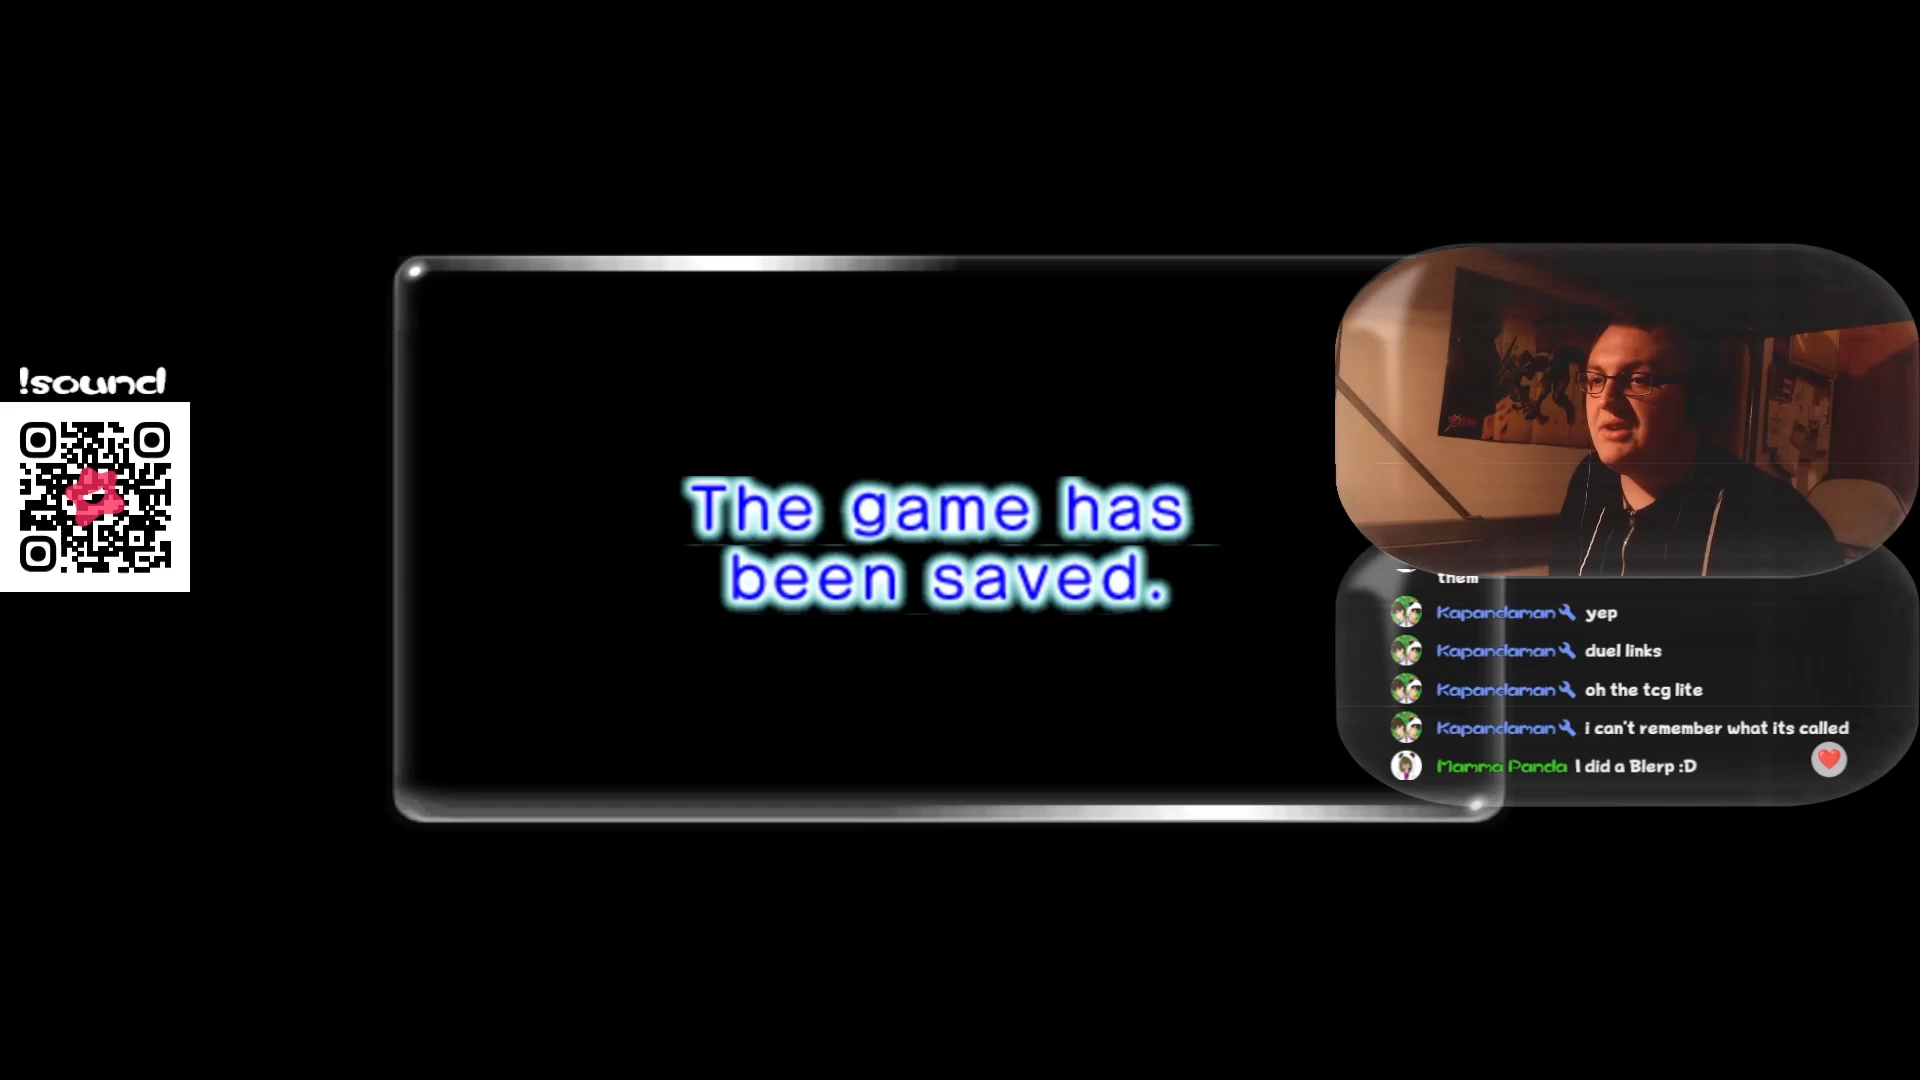 !sound
The game has
been saved.
them
Kapandaman yep
Kapandaman duel links
Kapandaman oh the tcg lite
Kapandaman i can't remember what its called
Mamma Panda I did a Blerp :D